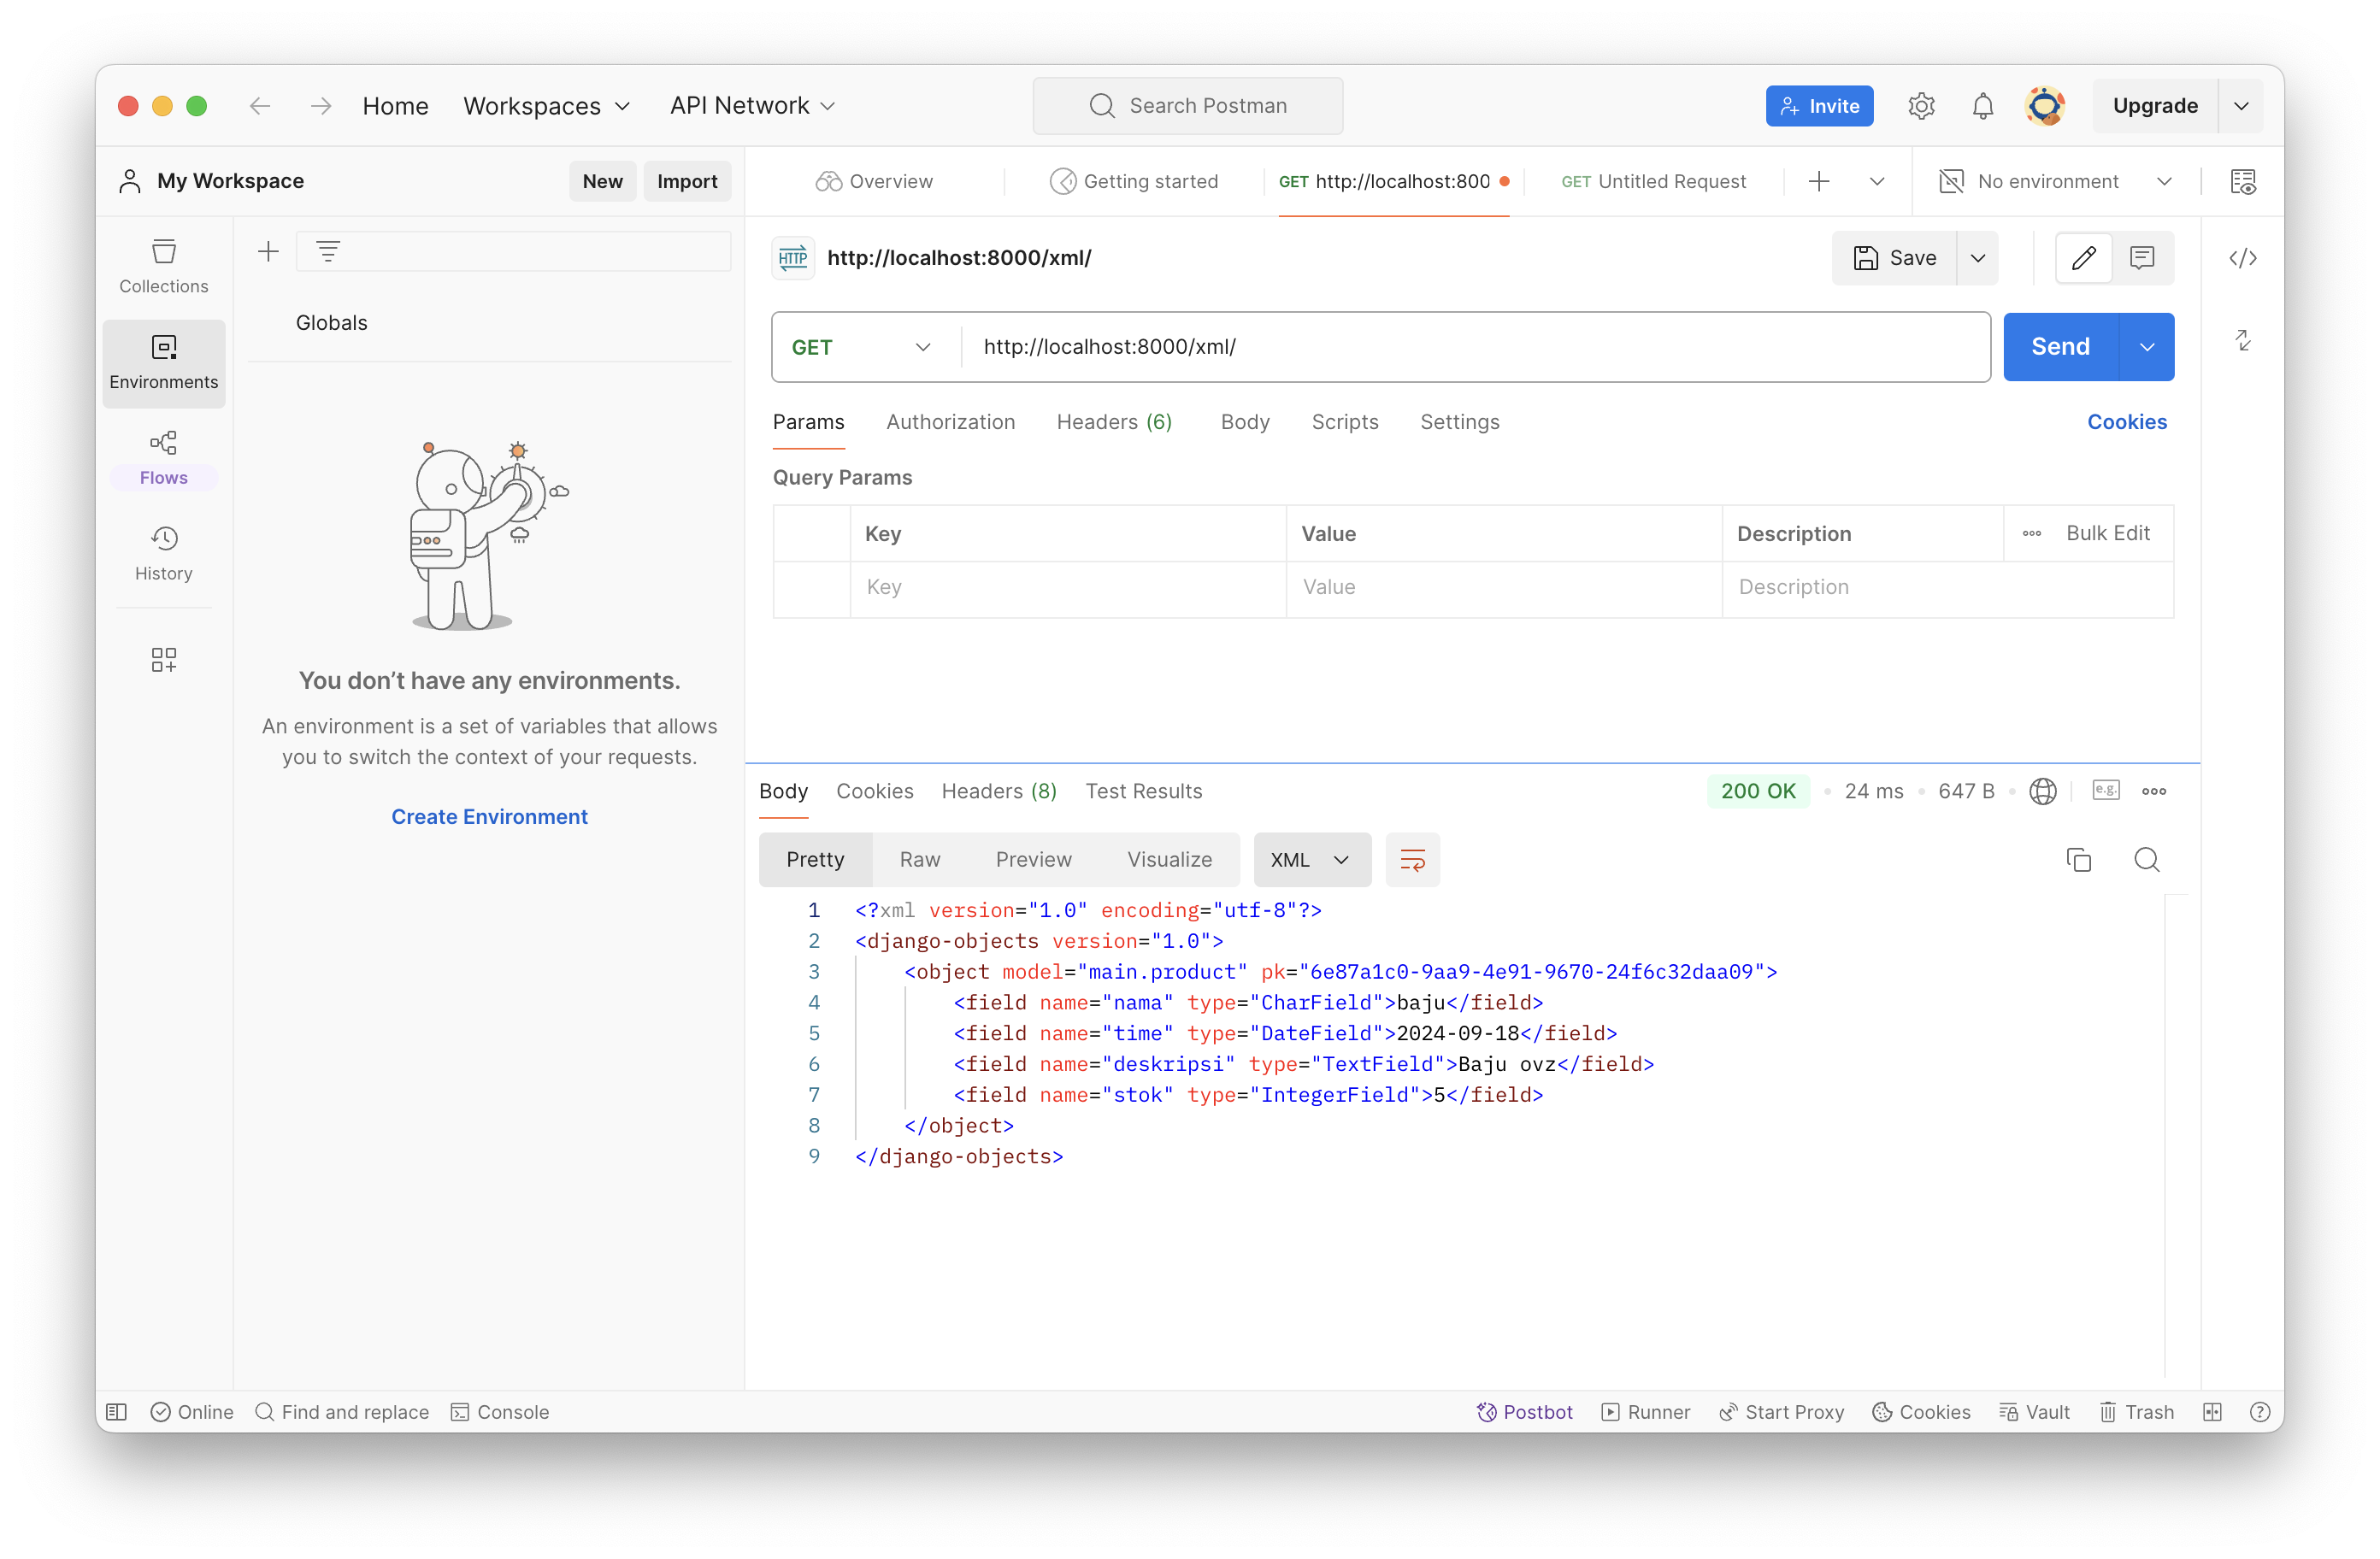 Home Workspaces API Network Search Postman Invite Upgrade
My Workspace New Import Overview Getting started GET http://localhost:800 GET Untitled Request No environment
Collections
Environments
Flows
History
Globals
You don’t have any environments.
An environment is a set of variables that allows
you to switch the context of your requests.
Create Environment
HTTP http://localhost:8000/xml/ Save
GET http://localhost:8000/xml/ Send
Params Authorization Headers (6) Body Scripts Settings Cookies
Query Params
Key Value Description Bulk Edit
Key Value Description
Body Cookies Headers (8) Test Results 200 OK 24 ms 647 B e.g.
Pretty Raw Preview Visualize XML
1 <?xml version="1.0" encoding="utf-8"?>
2 <django-objects version="1.0">
3 <object model="main.product" pk="6e87a1c0-9aa9-4e91-9670-24f6c32daa09">
4 <field name="nama" type="CharField">baju</field>
5 <field name="time" type="DateField">2024-09-18</field>
6 <field name="deskripsi" type="TextField">Baju ovz</field>
7 <field name="stok" type="IntegerField">5</field>
8 </object>
9 </django-objects>
Online Find and replace Console Postbot Runner Start Proxy Cookies Vault Trash